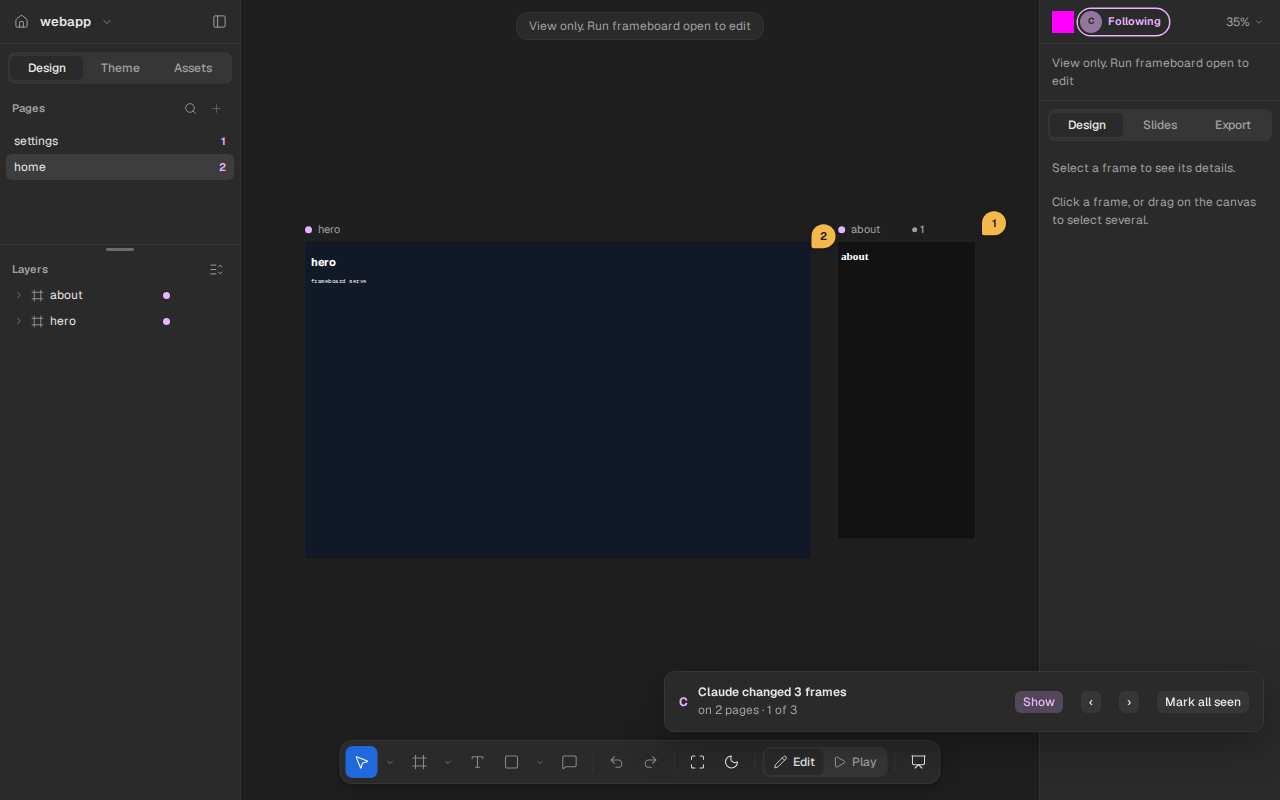 webapp
Design
Theme
Assets
Pages
settings
1
home
2
Layers
about
hero
View only. Run frameboard open to edit
hero
2
about
1
1
hero
frameboard serve
about
C
Claude changed 3 frames
on 2 pages · 1 of 3
Show
‹
›
Mark all seen
T
Edit
Play
C
Following
35%
View only. Run frameboard open to
edit
Design
Slides
Export
Select a frame to see its details.
Click a frame, or drag on the canvas
to select several.